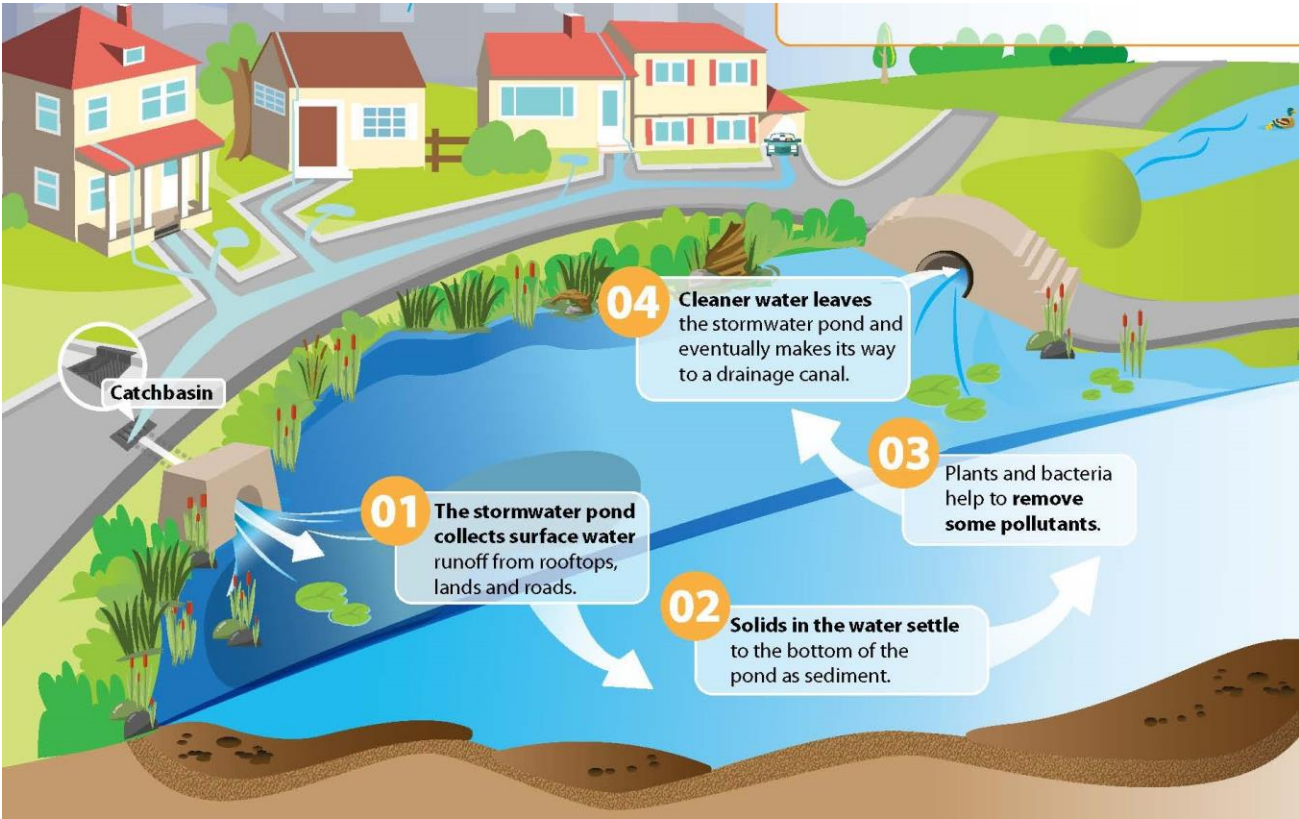 Catchbasin
01
The stormwater pond
collects surface water
runoff from rooftops,
lands and roads.
02
Solids in the water settle
to the bottom of the
pond as sediment.
03
Plants and bacteria
help to remove
some pollutants.
04
Cleaner water leaves
the stormwater pond and
eventually makes its way
to a drainage canal.